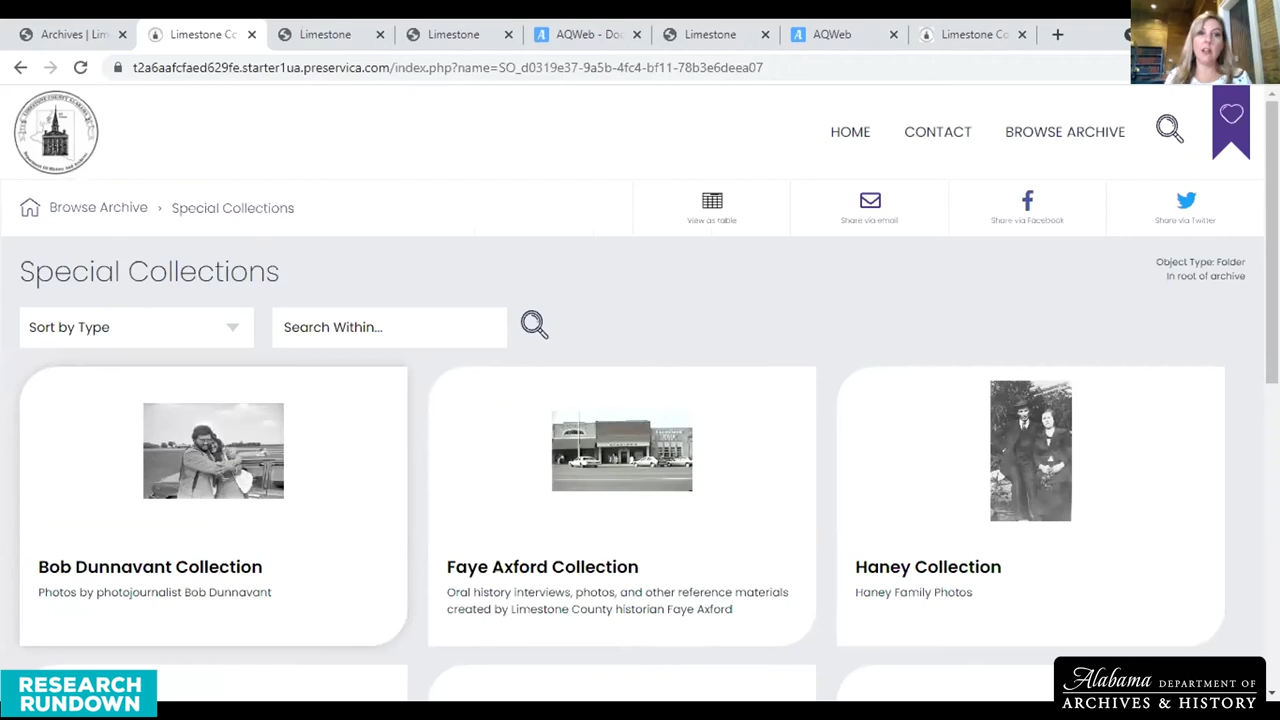 Archives | Lim
Limestone Co
Limestone
Limestone
AQWeb - Doc
Limestone
AQWeb
Limestone Co
t2a6aafcfaed629fe.starter1ua.preservica.com/index.php?name=SO_d0319e37-9a5b-4fc4-bf11-78b3e6deea07
HOME
CONTACT
BROWSE ARCHIVE
Browse Archive › Special Collections
View as table
Share via email
Share via Facebook
Share via Twitter
Special Collections
Object Type: Folder
In root of archive
Sort by Type
Search Within...
Bob Dunnavant Collection
Photos by photojournalist Bob Dunnavant
Faye Axford Collection
Oral history interviews, photos, and other reference materials
created by Limestone County historian Faye Axford
Haney Collection
Haney Family Photos
RESEARCH
RUNDOWN
Alabama DEPARTMENT OF
ARCHIVES & HISTORY